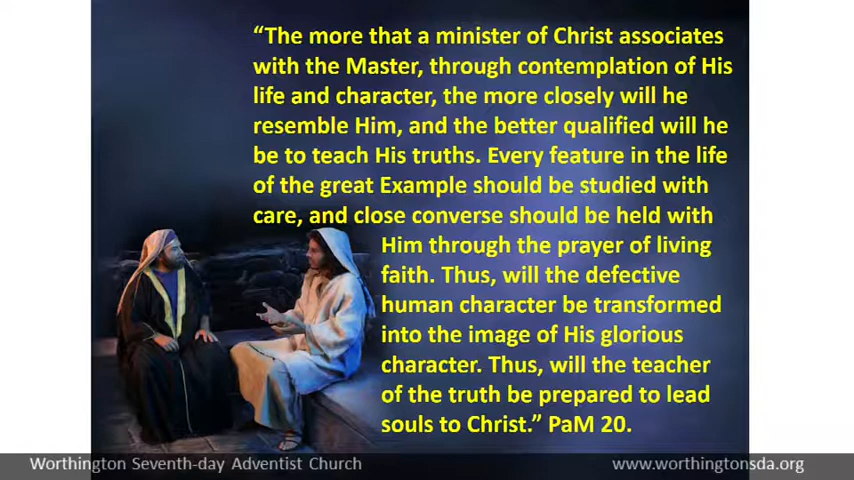 “The more that a minister of Christ associates
with the Master, through contemplation of His
life and character, the more closely will he
resemble Him, and the better qualified will he
be to teach His truths. Every feature in the life
of the great Example should be studied with
care, and close converse should be held with
Him through the prayer of living
faith. Thus, will the defective
human character be transformed
into the image of His glorious
character. Thus, will the teacher
of the truth be prepared to lead
souls to Christ.” PaM 20.
Worthington Seventh-day Adventist Church
www.worthingtonsda.org